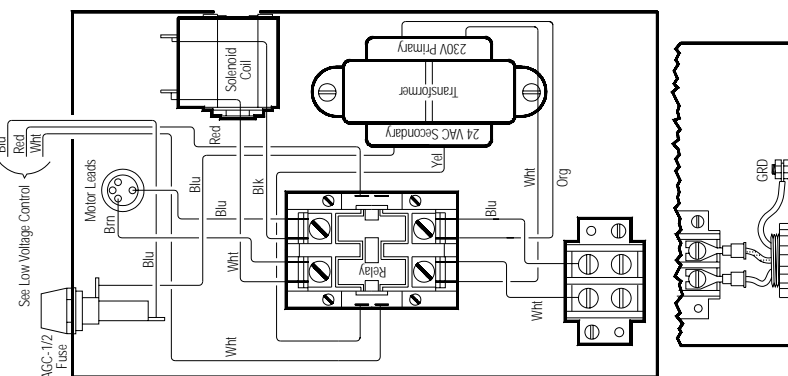 Solenoid
Coil
230V Primary
Transformer
24 VAC Secondary
Blu
Red
Wht
See Low Voltage Control
Motor Leads
Brn
Blu
Blu
Blu
Red
Blk
Yel
Wht
Org
Blu
Wht
Relay
Wht
Wht
AGC-1/2
Fuse
GRD